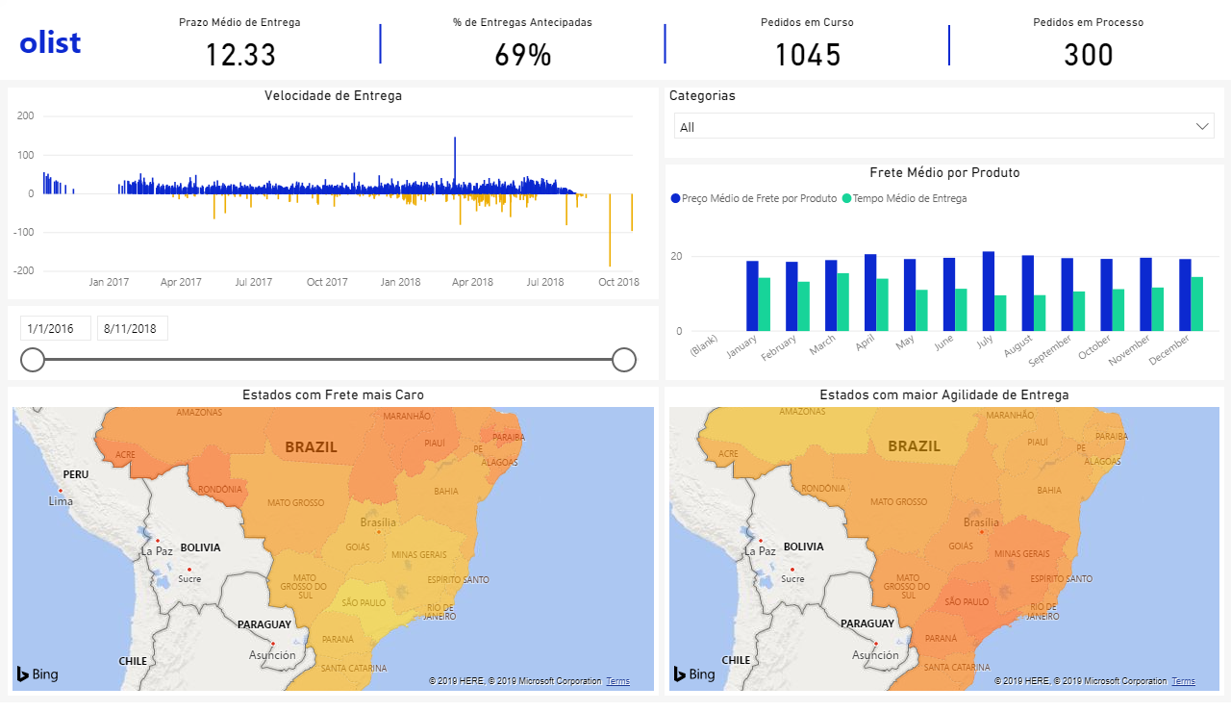 olist
Prazo Médio de Entrega
12.33
% de Entregas Antecipadas
69%
Pedidos em Curso
1045
Pedidos em Processo
300
Velocidade de Entrega
200
100
0
-100
-200
Jan 2017 Apr 2017 Jul 2017 Oct 2017 Jan 2018 Apr 2018 Jul 2018 Oct 2018
1/1/2016 8/11/2018
Categorias
All
Frete Médio por Produto
Preço Médio de Frete por Produto Tempo Médio de Entrega
20
0
(Blank) January February March April May June July August September October November December
Estados com Frete mais Caro
AMAZONAS
MARANHÃO
BRAZIL
PIAUÍ
PARAIBA
PE
ACRE
ALAGOAS
PERU
RONDÔNIA
BAHIA
Lima
MATO GROSSO
Brasília
La Paz
BOLIVIA
GOIÁS
MINAS GERAIS
Sucre
MATO
GROSSO DO
SUL
ESPÍRITO SANTO
SÃO PAULO
RIO DE
JANEIRO
PARAGUAY
PARANÁ
Asunción
CHILE
SANTA CATARINA
Bing
© 2019 HERE, © 2019 Microsoft Corporation Terms
Estados com maior Agilidade de Entrega
AMAZONAS
MARANHÃO
BRAZIL
PIAUÍ
PARAIBA
PE
ACRE
ALAGOAS
RONDÔNIA
BAHIA
MATO GROSSO
PERU
Lima
Brasília
La Paz
BOLIVIA
GOIÁS
MINAS GERAIS
Sucre
MATO
GROSSO DO
SUL
ESPÍRITO SANTO
SÃO PAULO
RIO DE
JANEIRO
PARAGUAY
PARANÁ
Asunción
CHILE
SANTA CATARINA
Bing
© 2019 HERE, © 2019 Microsoft Corporation Terms